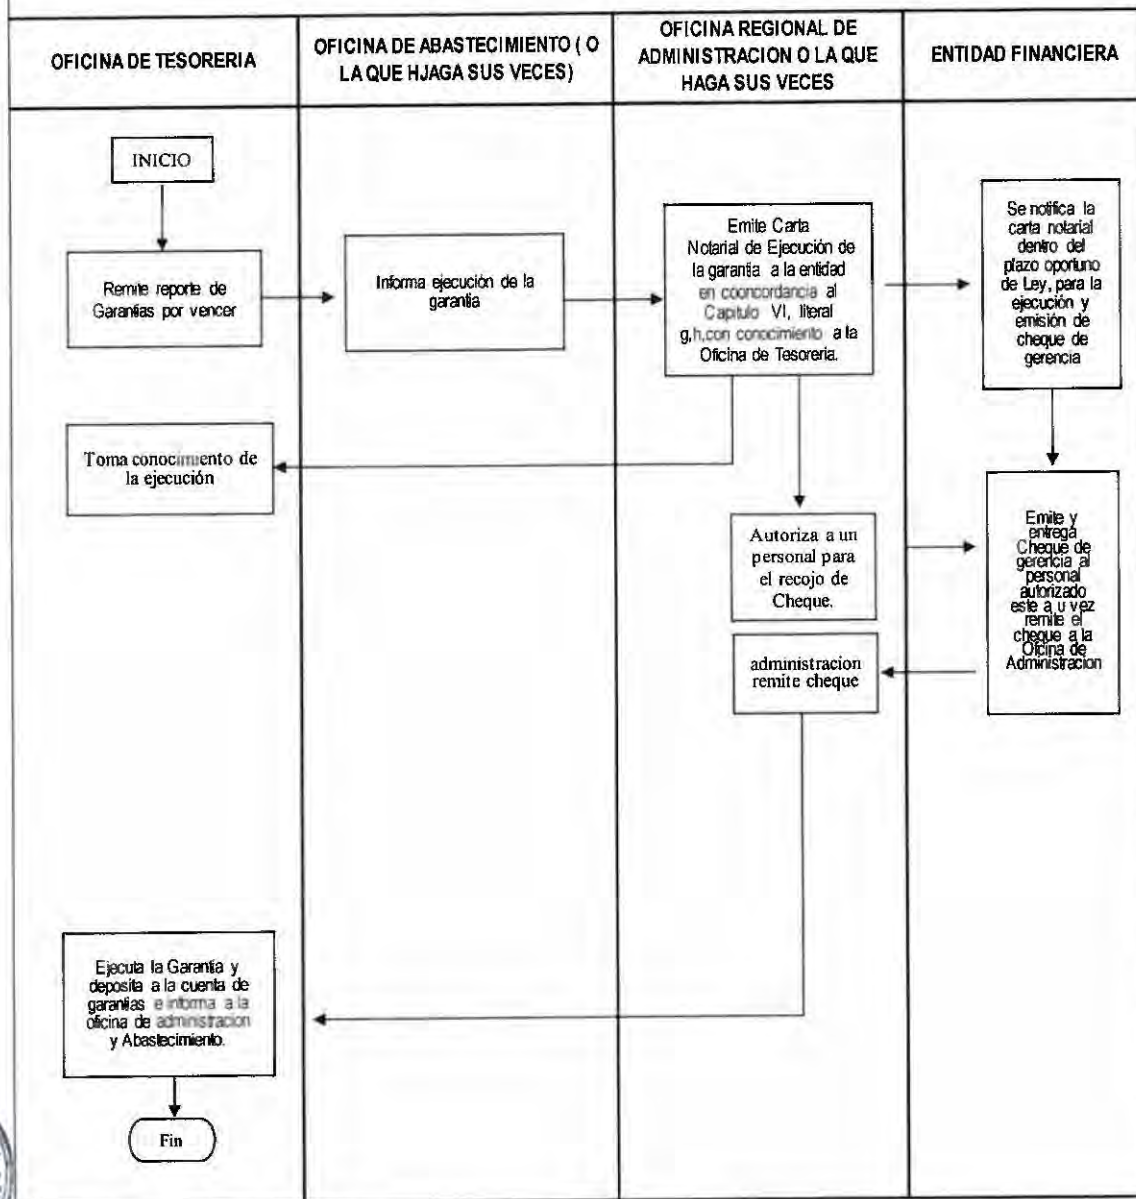 OFICINA DE TESORERIA
OFICINA DE ABASTECIMIENTO ( O
LA QUE HJAGA SUS VECES)
OFICINA REGIONAL DE
ADMINISTRACION O LA QUE
HAGA SUS VECES
ENTIDAD FINANCIERA
INICIO
Remite reporte de
Garantías por vencer
Informa ejecución de la
garantía
Emite Carta
Notarial de Ejecución de
la garantía a la entidad
en cooncordancia al
Capitulo VI, literal
g,h,con conocimiento a la
Oficina de Tesoreria.
Se notifica la
carta notarial
dentro del
plazo oportuno
de Ley, para la
ejecución y
emisión de
cheque de
gerencia
Toma conocimiento de
la ejecución
Autoriza a un
personal para
el recojo de
Cheque.
Emite y
entrega
Cheque de
gerencia al
personal
autorizado
este a u vez
remite el
cheque a la
Oficina de
Administracion
administracion
remite cheque
Ejecuta la Garantía y
deposita a la cuenta de
garantías e informa a la
oficina de administracion
y Abastecimiento.
Fin